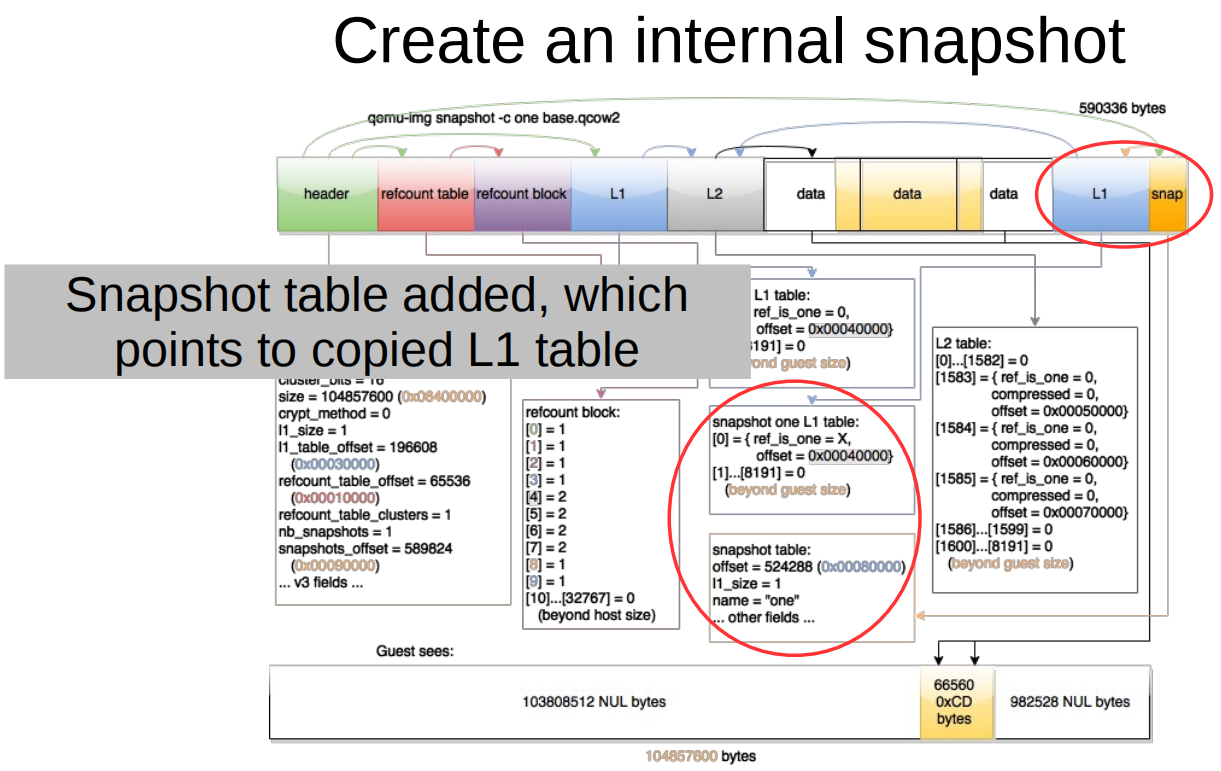 Create an internal snapshot
qemu-img snapshot -c one base.qcow2
590336 bytes
header
refcount table
refcount block
L1
L2
data
data
data
L1
snap
Snapshot table added, which
points to copied L1 table
cluster_bits = 16
size = 104857600 (0x06400000)
crypt_method = 0
l1_size = 1
l1_table_offset = 196608
(0x00030000)
refcount_table_offset = 65536
(0x00010000)
refcount_table_clusters = 1
nb_snapshots = 1
snapshots_offset = 589824
(0x00090000)
... v3 fields ...
refcount block:
[0] = 1
[1] = 1
[2] = 1
[3] = 1
[4] = 2
[5] = 2
[6] = 2
[7] = 2
[8] = 1
[9] = 1
[10]...[32767] = 0
(beyond host size)
L1 table:
ref_is_one = 0,
offset = 0x00040000}
8191] = 0
beyond guest size)
snapshot one L1 table:
[0] = { ref_is_one = X,
offset = 0x00040000}
[1]...[8191] = 0
(beyond guest size)
snapshot table:
offset = 524288 (0x00080000)
l1_size = 1
name = "one"
... other fields ...
L2 table:
[0]...[1582] = 0
[1583] = { ref_is_one = 0,
compressed = 0,
offset = 0x00050000}
[1584] = { ref_is_one = 0,
compressed = 0,
offset = 0x00060000}
[1585] = { ref_is_one = 0,
compressed = 0,
offset = 0x00070000}
[1586]...[1599] = 0
[1600]...[8191] = 0
(beyond guest size)
Guest sees:
103808512 NUL bytes
66560
0xCD
bytes
982528 NUL bytes
104857600 bytes